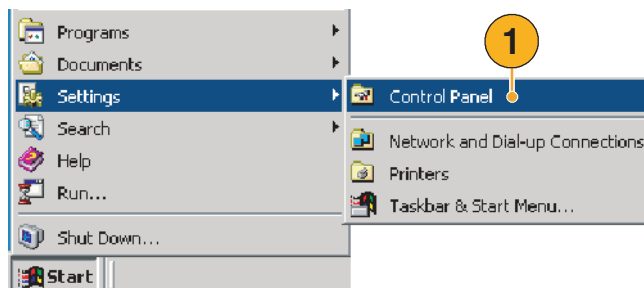 Programs
Documents
Settings
Search
Help
Run...
Shut Down...
Start
1
Control Panel
Network and Dial-up Connections
Printers
Taskbar & Start Menu...